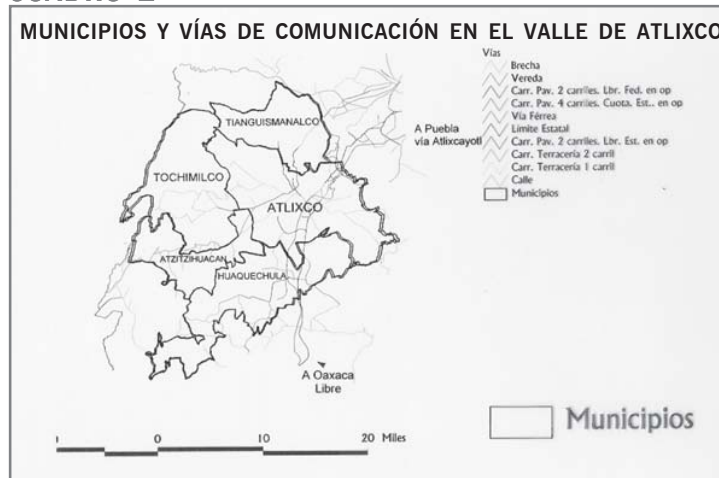 MUNICIPIOS Y VÍAS DE COMUNICACIÓN EN EL VALLE DE ATLIXCO
Vías
Brecha
Vereda
Carr. Pav. 2 carriles. Lbr. Fed. en op
Carr. Pav. 4 carriles. Cuota. Est.. en op
Vía Férrea
Límite Estatal
Carr. Pav. 2 carriles. Lbr. Est. en op
Carr. Terracería 2 carril
Carr. Terracería 1 carril
Calle
Municipios
TIANGUISMANALCO
A Puebla
vía Atlixcayotl
TOCHIMILCO
ATLIXCO
ATZITZIHUACAN
HUAQUECHULA
A Oaxaca
Libre
Municipios
0 10 20 Miles